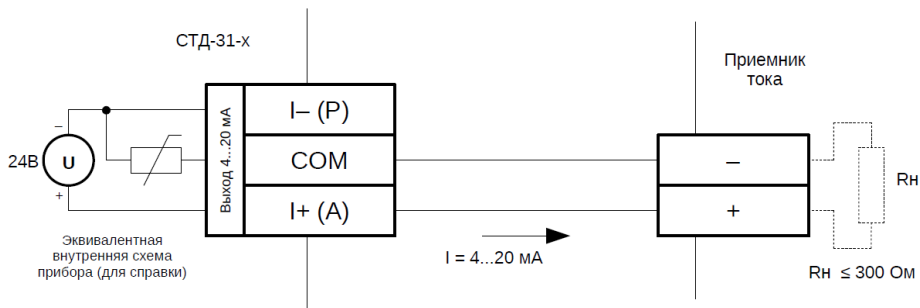 СТД-31-х
Приемник
тока
I– (P)
–
24В
U
+
Выход 4...20 мА
COM
I+ (A)
–
+
Rн
Эквивалентная
внутренняя схема
прибора (для справки)
I = 4...20 мА
Rн ≤ 300 Ом